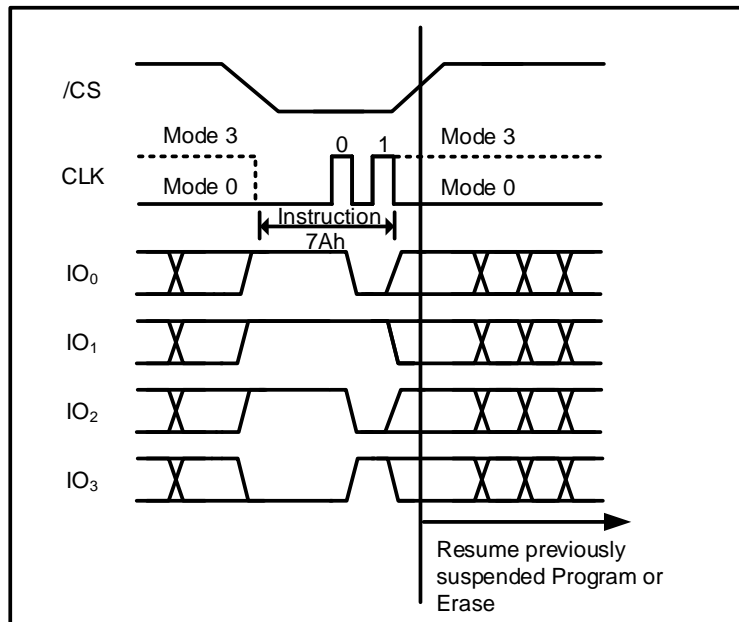 /CS
Mode 3
0 1
Mode 3
CLK
Mode 0
Mode 0
Instruction
7Ah
IO0
IO1
IO2
IO3
Resume previously
suspended Program or
Erase